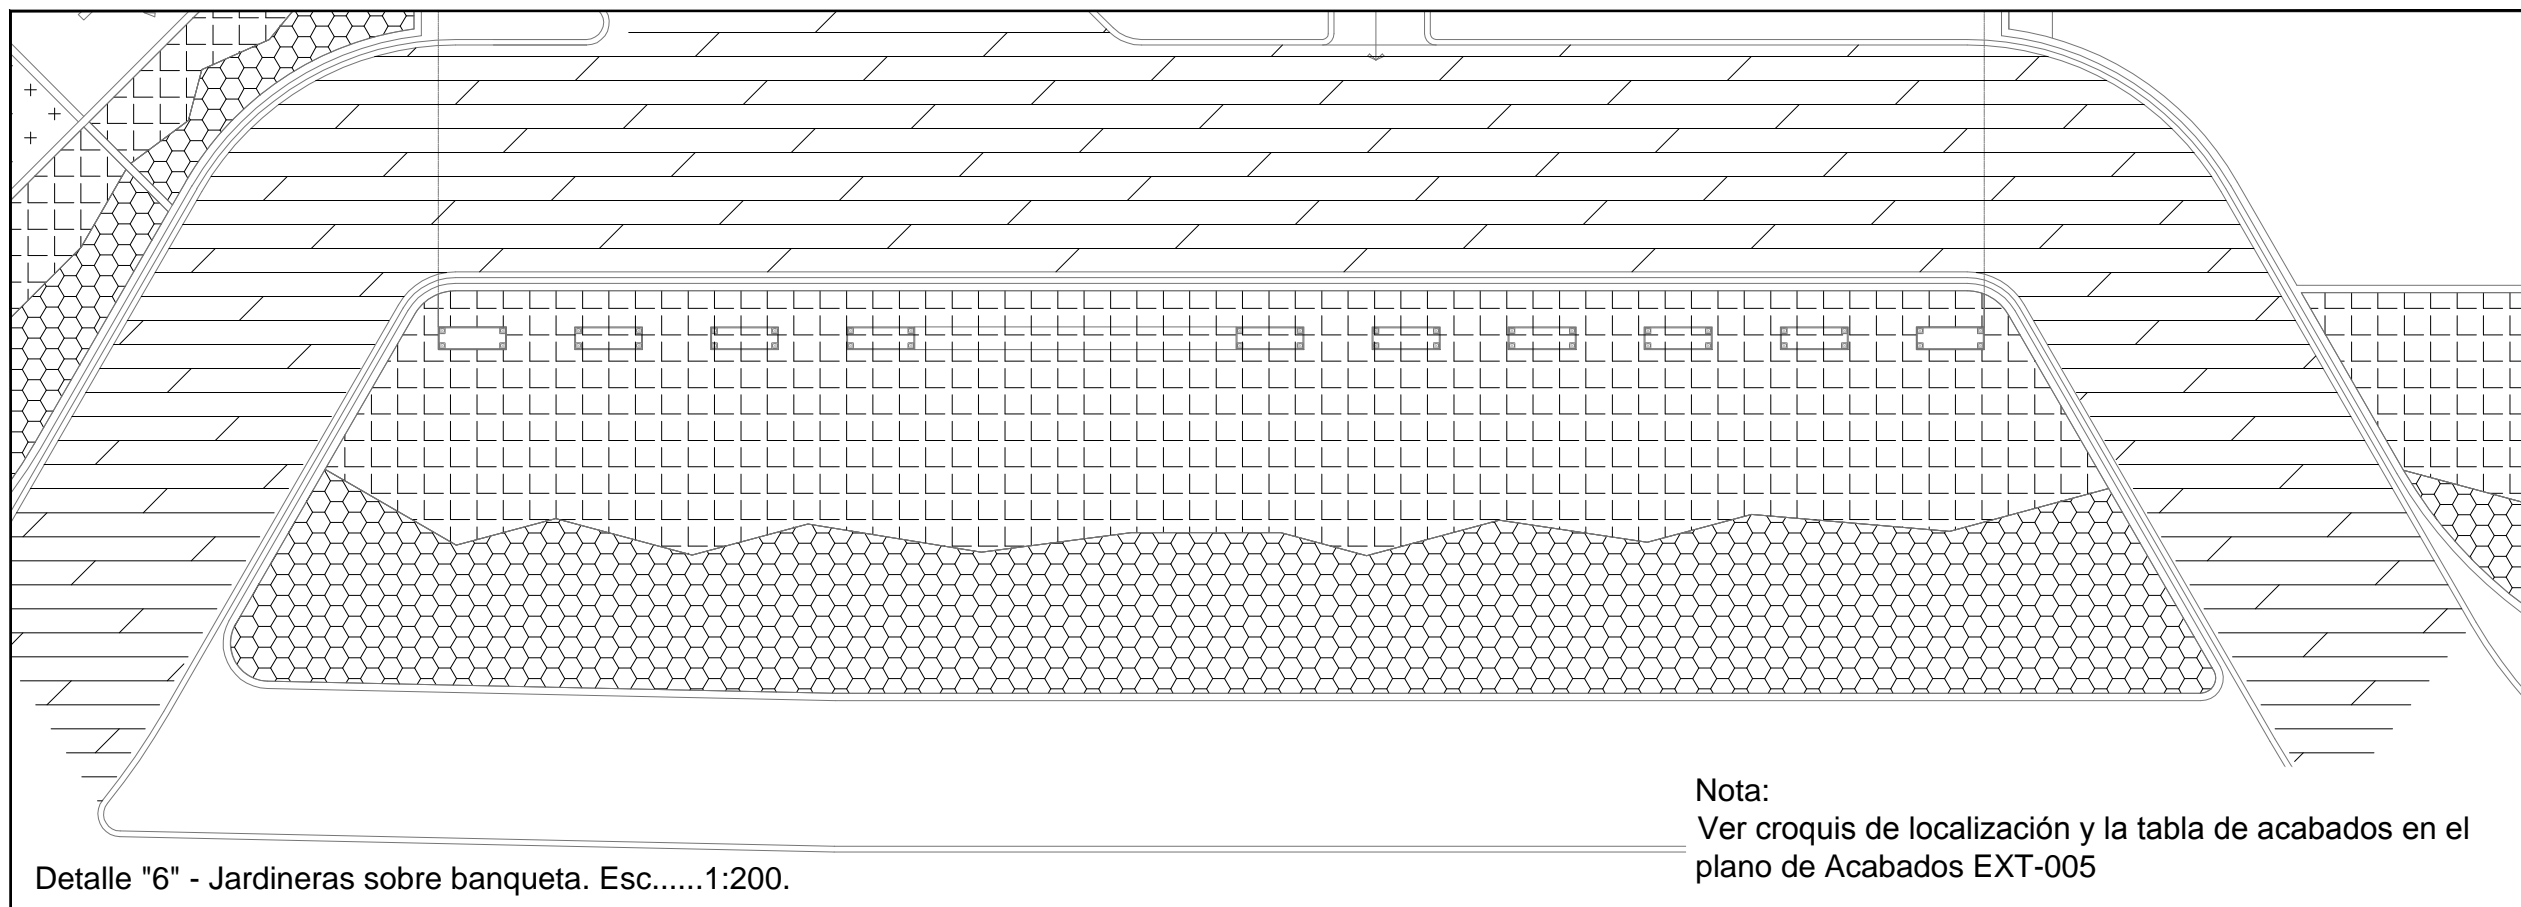 Nota:
Ver croquis de localización y la tabla de acabados en el
plano de Acabados EXT-005
Detalle "6" - Jardineras sobre banqueta. Esc......1:200.